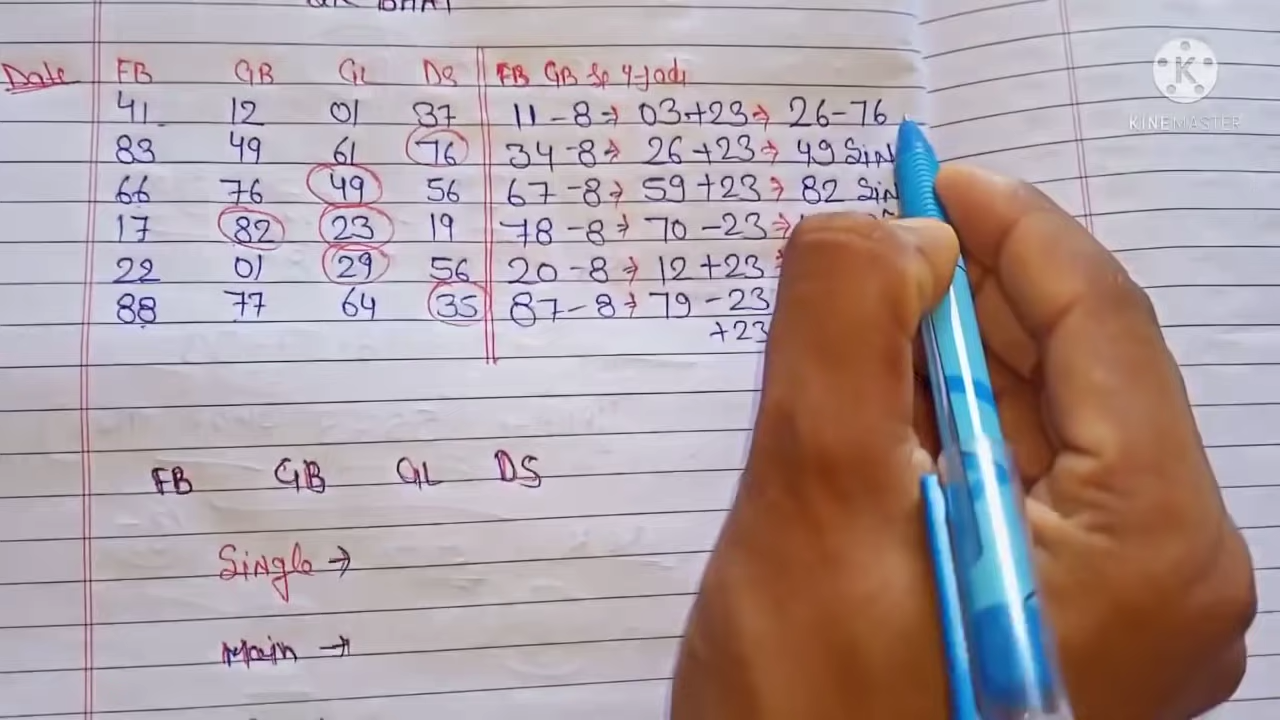 Date FB GB GL DS FB GB Se 4-Jodi
41 12 01 37 11-8⇒ 03+23⇒ 26-76
83 49 61 76 34-8⇒ 26+23⇒ 49 SiN
66 76 49 56 67-8⇒ 59+23⇒ 82 SiN
17 82 23 19 78-8⇒ 70-23⇒
22 01 29 56 20-8⇒ 12+23
88 77 64 35 87-8⇒ 79-23
+23
FB GB GL DS
SiNgle →
Main →
K
KINEMASTER